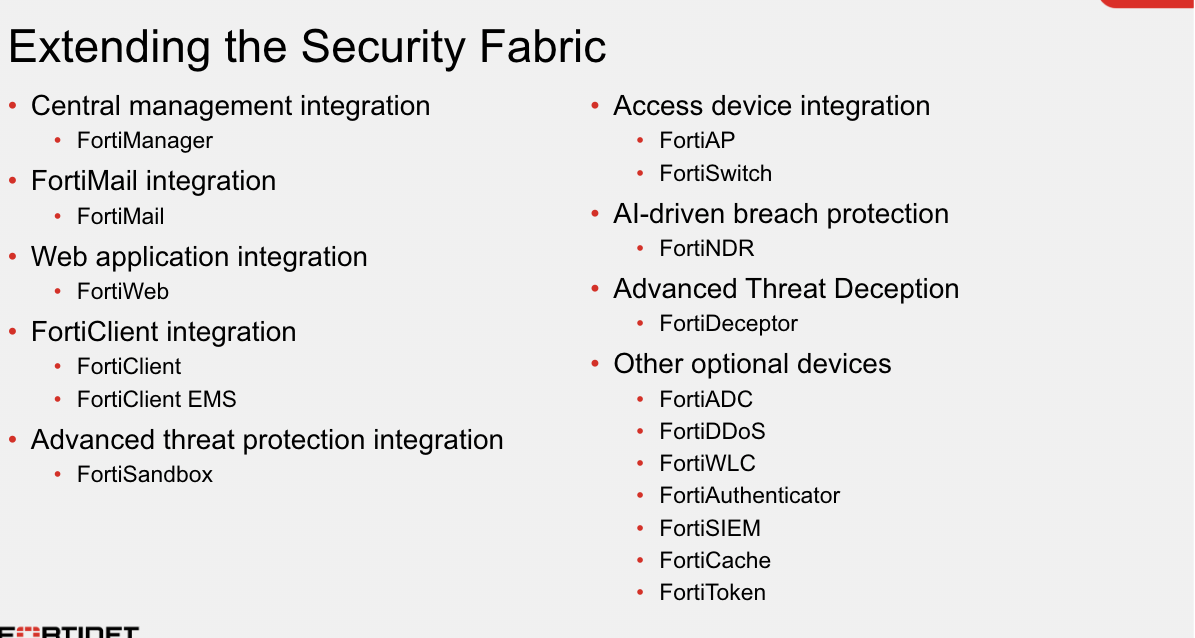 Extending the Security Fabric
• Central management integration
• FortiManager
• FortiMail integration
• FortiMail
• Web application integration
• FortiWeb
• FortiClient integration
• FortiClient
• FortiClient EMS
• Advanced threat protection integration
• FortiSandbox
• Access device integration
• FortiAP
• FortiSwitch
• AI-driven breach protection
• FortiNDR
• Advanced Threat Deception
• FortiDeceptor
• Other optional devices
• FortiADC
• FortiDDoS
• FortiWLC
• FortiAuthenticator
• FortiSIEM
• FortiCache
• FortiToken
FORTINET